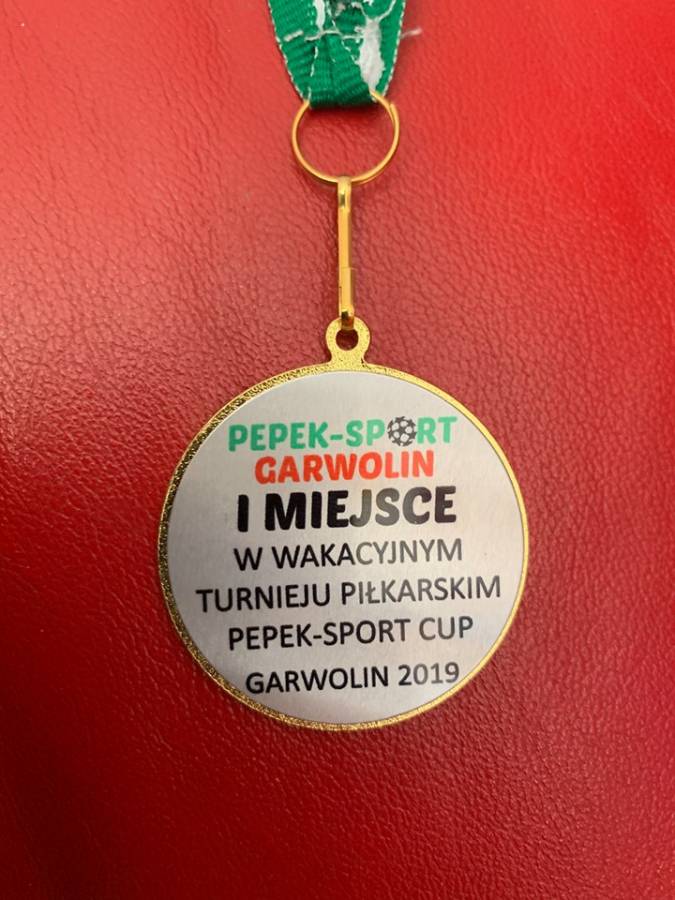 PEPEK-SPORT
GARWOLIN
I MIEJSCE
W WAKACYJNYM
TURNIEJU PIŁKARSKIM
PEPEK-SPORT CUP
GARWOLIN 2019